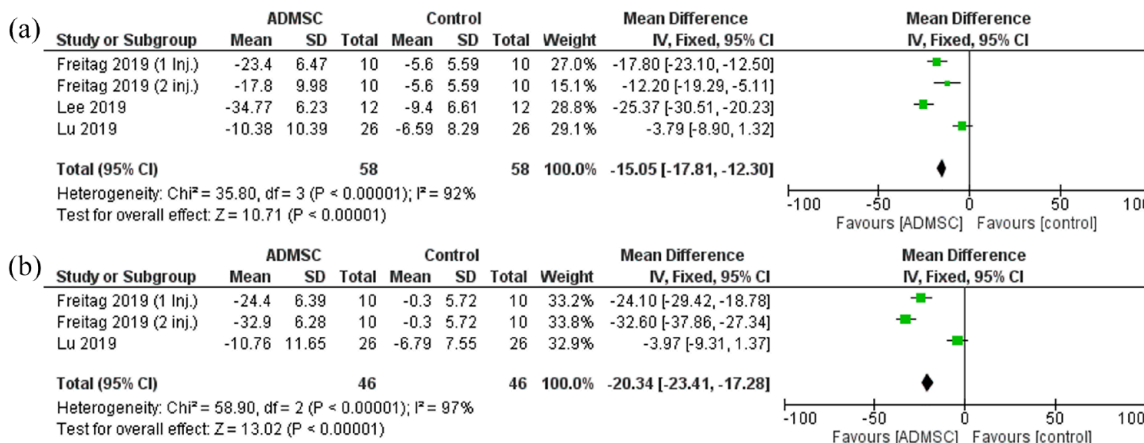 (a)
ADMSC Control Mean Difference Mean Difference
Study or Subgroup Mean SD Total Mean SD Total Weight IV, Fixed, 95% CI IV, Fixed, 95% CI
Freitag 2019 (1 Inj.) -23.4 6.47 10 -5.6 5.59 10 27.0% -17.80 [-23.10, -12.50]
Freitag 2019 (2 inj.) -17.8 9.98 10 -5.6 5.59 10 15.1% -12.20 [-19.29, -5.11]
Lee 2019 -34.77 6.23 12 -9.4 6.61 12 28.8% -25.37 [-30.51, -20.23]
Lu 2019 -10.38 10.39 26 -6.59 8.29 26 29.1% -3.79 [-8.90, 1.32]
Total (95% CI) 58 58 100.0% -15.05 [-17.81, -12.30]
Heterogeneity: Chi² = 35.80, df = 3 (P < 0.00001); I² = 92%
Test for overall effect: Z = 10.71 (P < 0.00001)
-100 -50 0 50 100
Favours [ADMSC] Favours [control]
(b)
ADMSC Control Mean Difference Mean Difference
Study or Subgroup Mean SD Total Mean SD Total Weight IV, Fixed, 95% CI IV, Fixed, 95% CI
Freitag 2019 (1 Inj.) -24.4 6.39 10 -0.3 5.72 10 33.2% -24.10 [-29.42, -18.78]
Freitag 2019 (2 inj.) -32.9 6.28 10 -0.3 5.72 10 33.8% -32.60 [-37.86, -27.34]
Lu 2019 -10.76 11.65 26 -6.79 7.55 26 32.9% -3.97 [-9.31, 1.37]
Total (95% CI) 46 46 100.0% -20.34 [-23.41, -17.28]
Heterogeneity: Chi² = 58.90, df = 2 (P < 0.00001); I² = 97%
Test for overall effect: Z = 13.02 (P < 0.00001)
-100 -50 0 50 100
Favours [ADMSC] Favours [control]